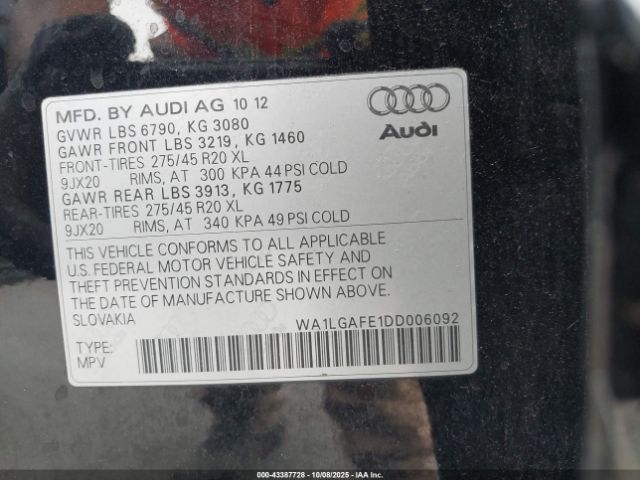 MFD. BY AUDI AG 10 12
GVWR LBS 6790, KG 3080
GAWR FRONT LBS 3219, KG 1460
FRONT-TIRES 275/45 R20 XL
9JX20 RIMS, AT 300 KPA 44 PSI COLD
GAWR REAR LBS 3913, KG 1775
REAR-TIRES 275/45 R20 XL
9JX20 RIMS, AT 340 KPA 49 PSI COLD
Audi
THIS VEHICLE CONFORMS TO ALL APPLICABLE
U.S. FEDERAL MOTOR VEHICLE SAFETY AND
THEFT PREVENTION STANDARDS IN EFFECT ON
THE DATE OF MANUFACTURE SHOWN ABOVE.
SLOVAKIA
WA1LGAFE1DD006092
TYPE:
MPV
000-43387728 - 10/08/2025 - IAA Inc.